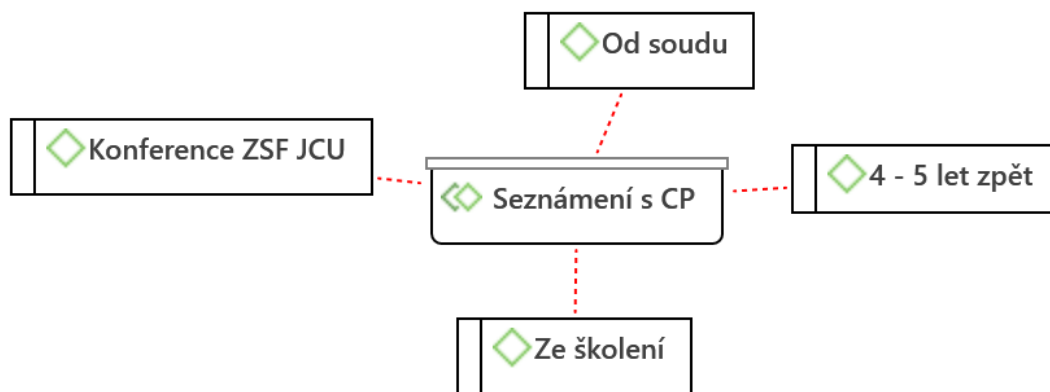 Od soudu
Konference ZSF JCU
4 - 5 let zpět
Seznámení s CP
Ze školení